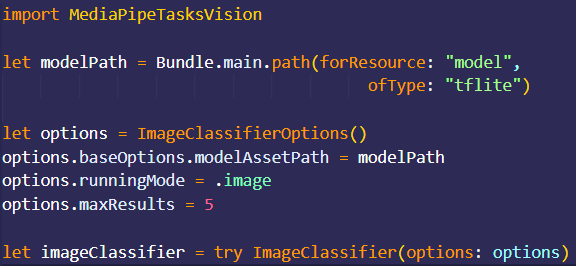 import MediaPipeTasksVision
let modelPath = Bundle.main.path(forResource: "model",
ofType: "tflite")
let options = ImageClassifierOptions()
options.baseOptions.modelAssetPath = modelPath
options.runningMode = .image
options.maxResults = 5
let imageClassifier = try ImageClassifier(options: options)